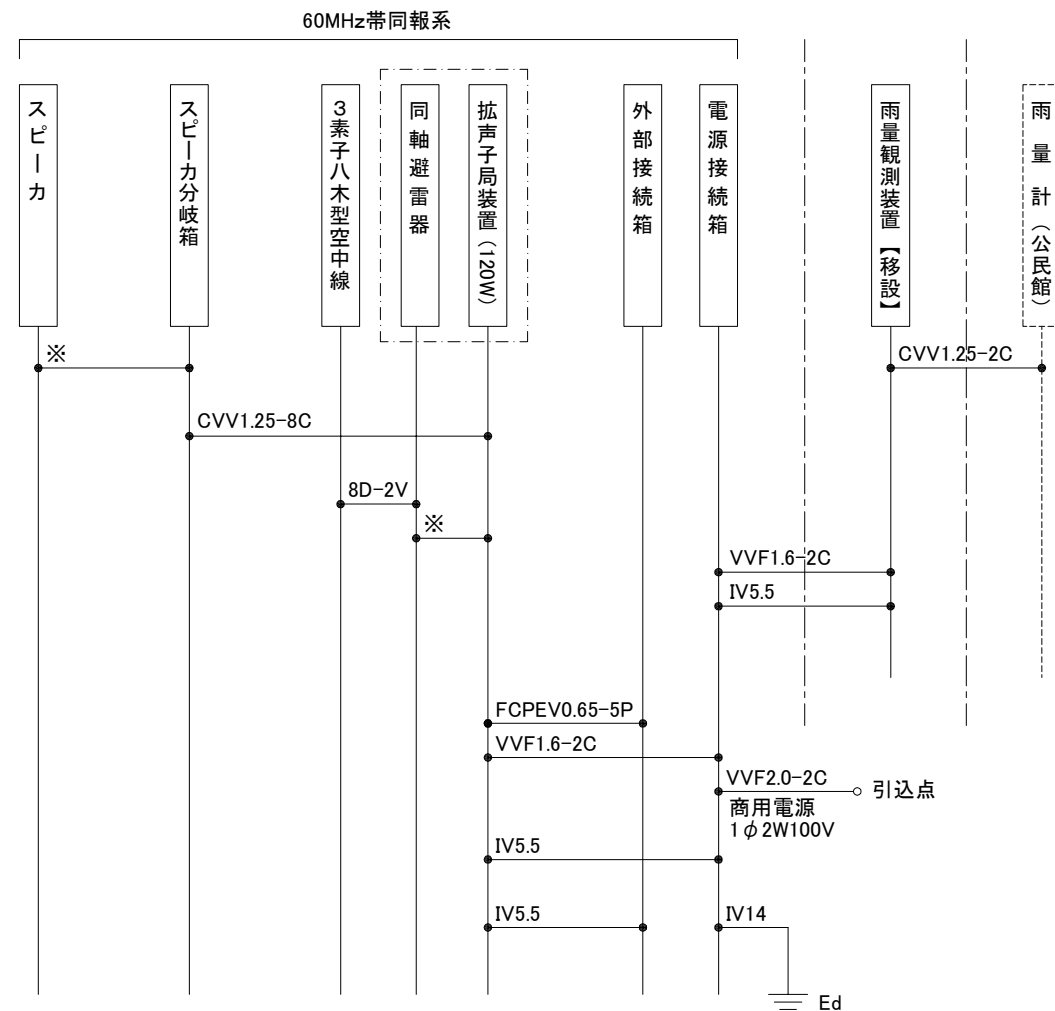 60MHz帯同報系
スピーカ
スピーカ分岐箱
3素子八木型空中線
同軸避雷器
拡声子局装置(120W)
外部接続箱
電源接続箱
雨量観測装置【移設】
雨量計(公民館)
※
CVV1.25-2C
CVV1.25-8C
8D-2V
※
VVF1.6-2C
IV5.5
FCPEV0.65-5P
VVF1.6-2C
VVF2.0-2C
引込点
商用電源
1φ2W100V
IV5.5
IV5.5
IV14
Ed